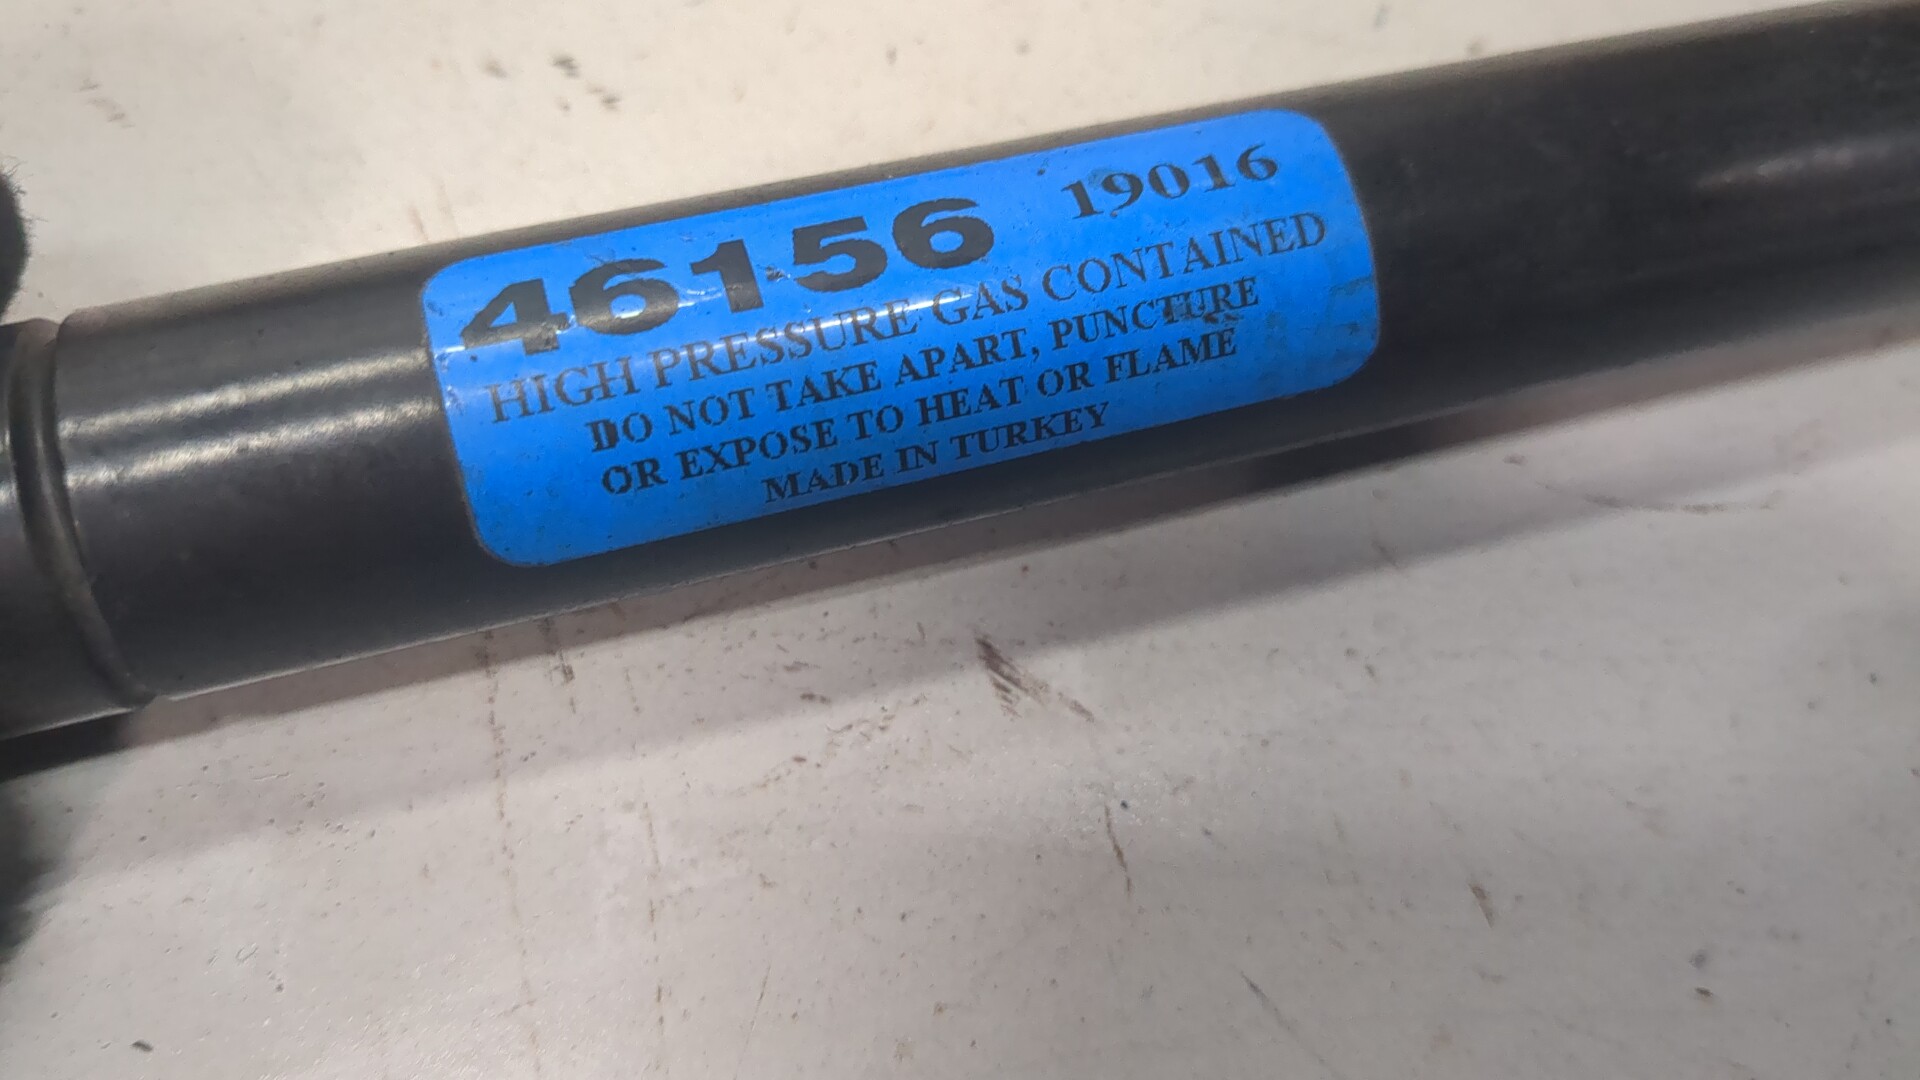 46156 19016
HIGH PRESSURE GAS CONTAINED
DO NOT TAKE APART, PUNCTURE
OR EXPOSE TO HEAT OR FLAME
MADE IN TURKEY